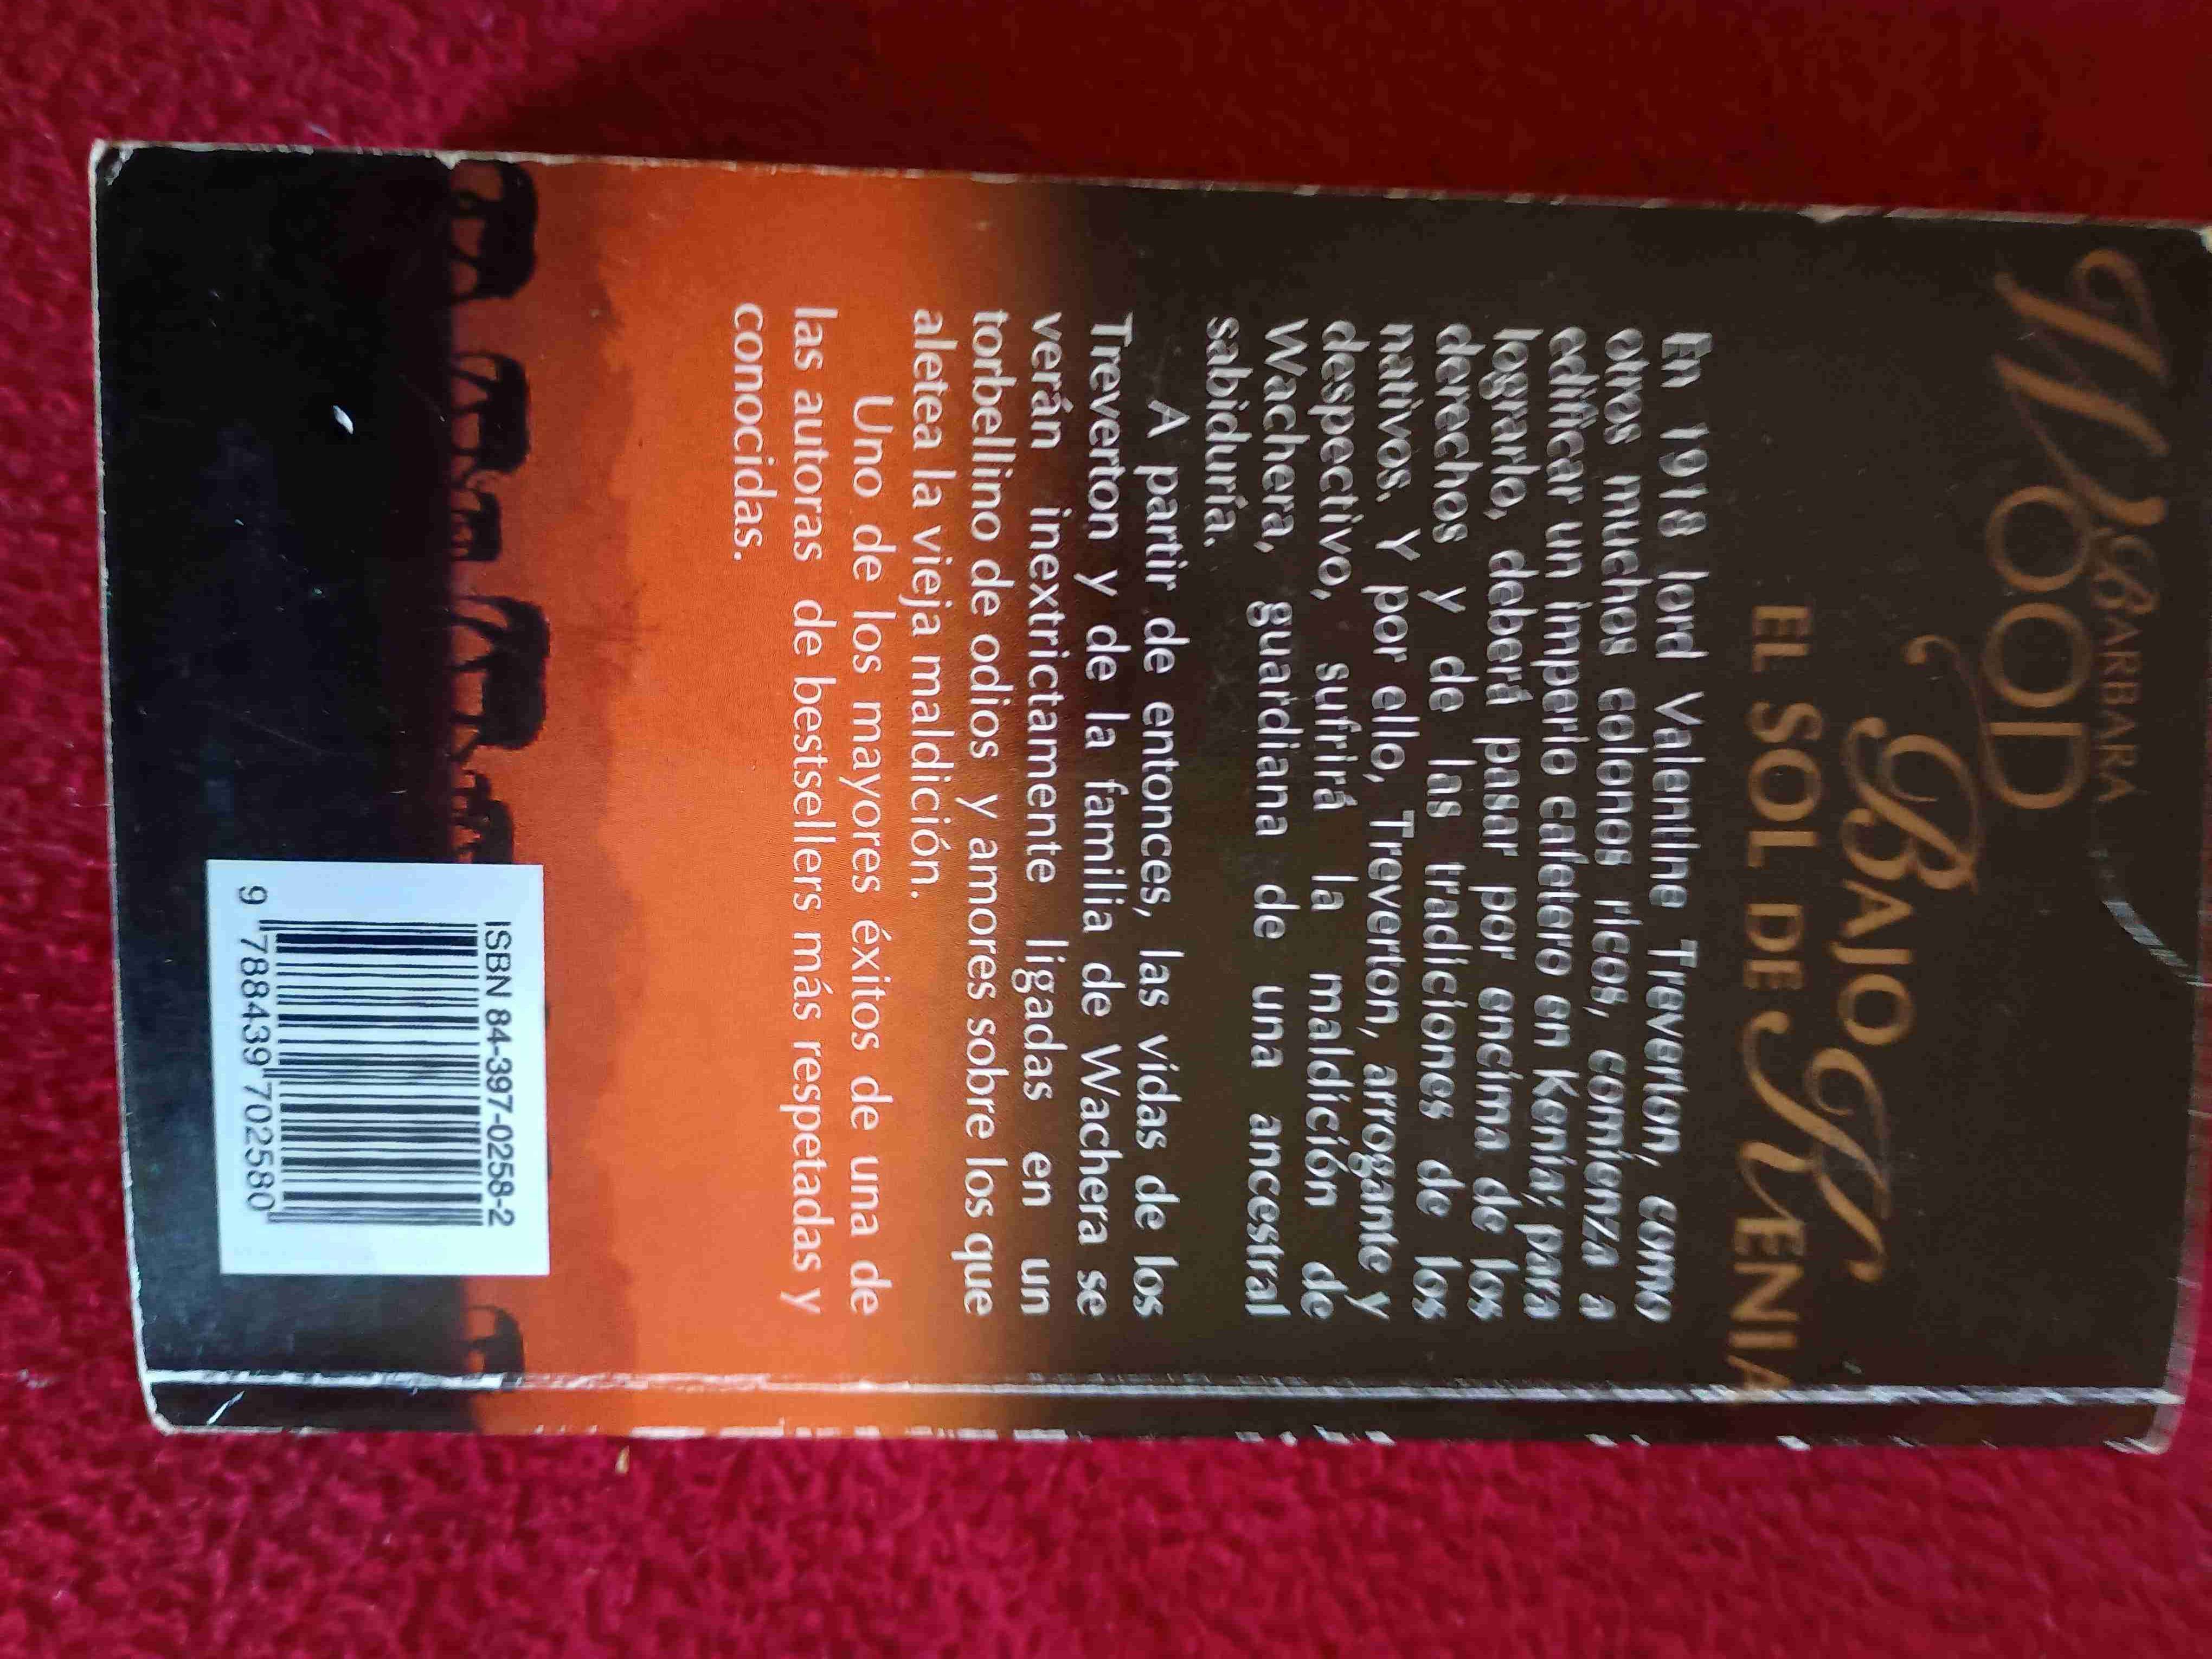 BARBARA
WOOD
BAJO
EL SOL DE KENIA
En 1918 lord Valentine Treverton, como
otros muchos colonos ricos, comienza a
edificar un imperio cafetero en Kenia; para
lograrlo, deberá pasar por encima de los
derechos y de las tradiciones de los
nativos. Y por ello, Treverton, arrogante y
despectivo, sufrirá la maldición de
Wachera, guardiana de una ancestral
sabiduría.
A partir de entonces, las vidas de los
Treverton y de la familia de Wachera se
verán inextrictamente ligadas en un
torbellino de odios y amores sobre los que
aletea la vieja maldición.
Uno de los mayores éxitos de una de
las autoras de bestsellers más respetadas y
conocidas.
ISBN 84-397-0258-2
9 788439 702580